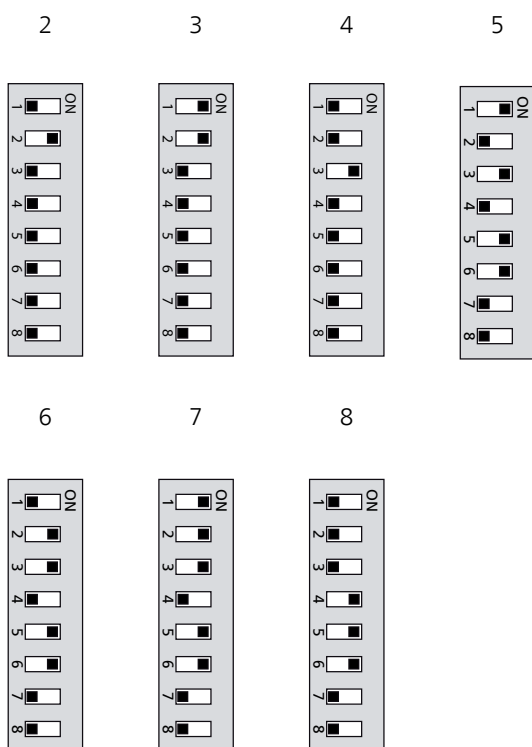 2 3 4 5
ON ON ON ON
1 1 1 1
2 2 2 2
3 3 3 3
4 4 4 4
5 5 5 5
6 6 6 6
7 7 7 7
8 8 8 8
6 7 8
ON ON ON
1 1 1
2 2 2
3 3 3
4 4 4
5 5 5
6 6 6
7 7 7
8 8 8